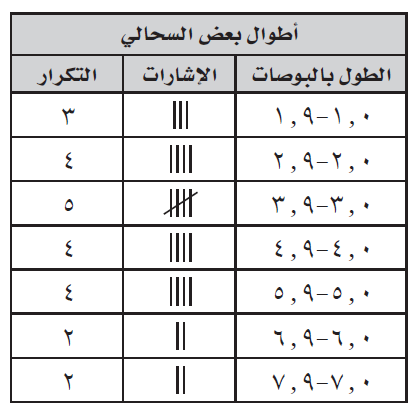 أطوال بعض السحالي
الطول بالبوصات الإشارات التكرار
١,٠–١,٩ ||| ٣
٢,٠–٢,٩ |||| ٤
٣,٠–٣,٩ ||||/ ٥
٤,٠–٤,٩ |||| ٤
٥,٠–٥,٩ |||| ٤
٦,٠–٦,٩ || ٢
٧,٠–٧,٩ || ٢